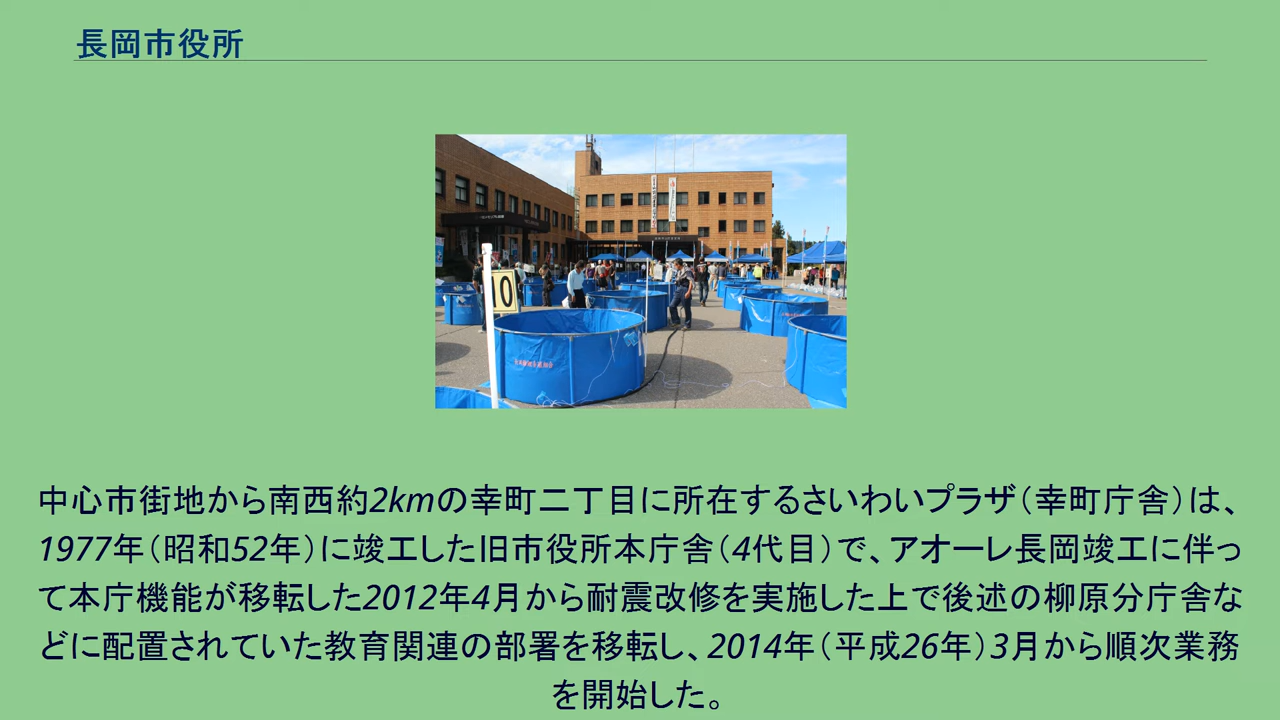 長岡市役所
10
中心市街地から南西約2kmの幸町二丁目に所在するさいわいプラザ（幸町庁舎）は、
1977年（昭和52年）に竣工した旧市役所本庁舎（4代目）で、アオーレ長岡竣工に伴っ
て本庁機能が移転した2012年4月から耐震改修を実施した上で後述の柳原分庁舎な
どに配置されていた教育関連の部署を移転し、2014年（平成26年）3月から順次業務
を開始した。